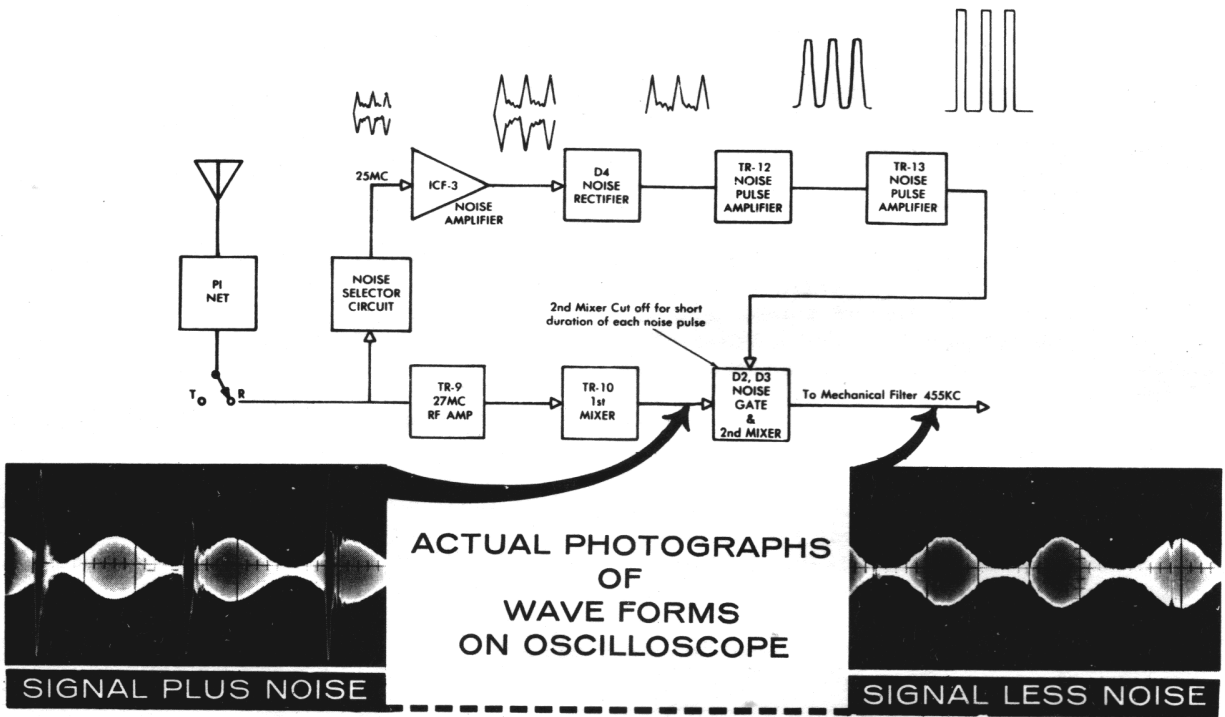 25MC
ICF-3
NOISE
AMPLIFIER
D4
NOISE
RECTIFIER
TR-12
NOISE
PULSE
AMPLIFIER
TR-13
NOISE
PULSE
AMPLIFIER
PI
NET
NOISE
SELECTOR
CIRCUIT
2nd Mixer Cut off for short
duration of each noise pulse
T
R
TR-9
27MC
RF AMP
TR-10
1st
MIXER
D2, D3
NOISE
GATE
&
2nd MIXER
To Mechanical Filter 455KC
ACTUAL PHOTOGRAPHS
OF
WAVE FORMS
ON OSCILLOSCOPE
SIGNAL PLUS NOISE
SIGNAL LESS NOISE